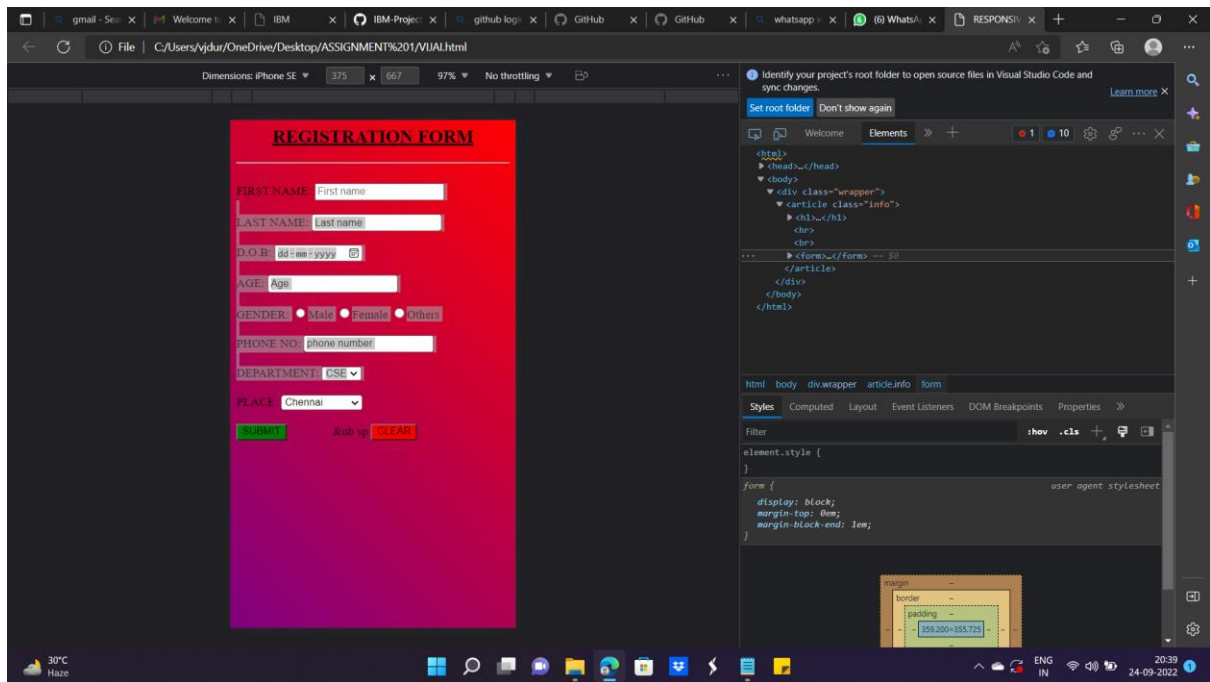 gmail - Sea
Welcome to
IBM
IBM-Projec
github login
GitHub
GitHub
whatsapp w
(6) WhatsA
RESPONSIV
File
C:/Users/vjdur/OneDrive/Desktop/ASSIGNMENT%201/VIJAI.html
Dimensions: iPhone SE
375
x
667
97%
No throttling
REGISTRATION FORM
FIRST NAME: First name
LAST NAME: Last name
D.O.B: dd-mm-yyyy
AGE: Age
GENDER: Male Female Others
PHONE NO: phone number
DEPARTMENT: CSE
PLACE: Chennai
SUBMIT &nb sp CLEAR
Identify your project's root folder to open source files in Visual Studio Code and
sync changes.
Learn more
Set root folder Don't show again
Welcome Elements 1 10
<html>
<head>…</head>
<body>
<div class="wrapper">
<article class="info">
<h1>…</h1>
<hr>
<br>
··· <form>…</form> == $0
</article>
</div>
</body>
</html>
html body div.wrapper article.info form
Styles Computed Layout Event Listeners DOM Breakpoints Properties
Filter :hov .cls
element.style {
}
form { user agent stylesheet
display: block;
margin-top: 0em;
margin-block-end: 1em;
}
margin -
border -
padding -
- - - 359.200×355.725 - - -
30°C
Haze
ENG
IN
20:39
24-09-2022
1